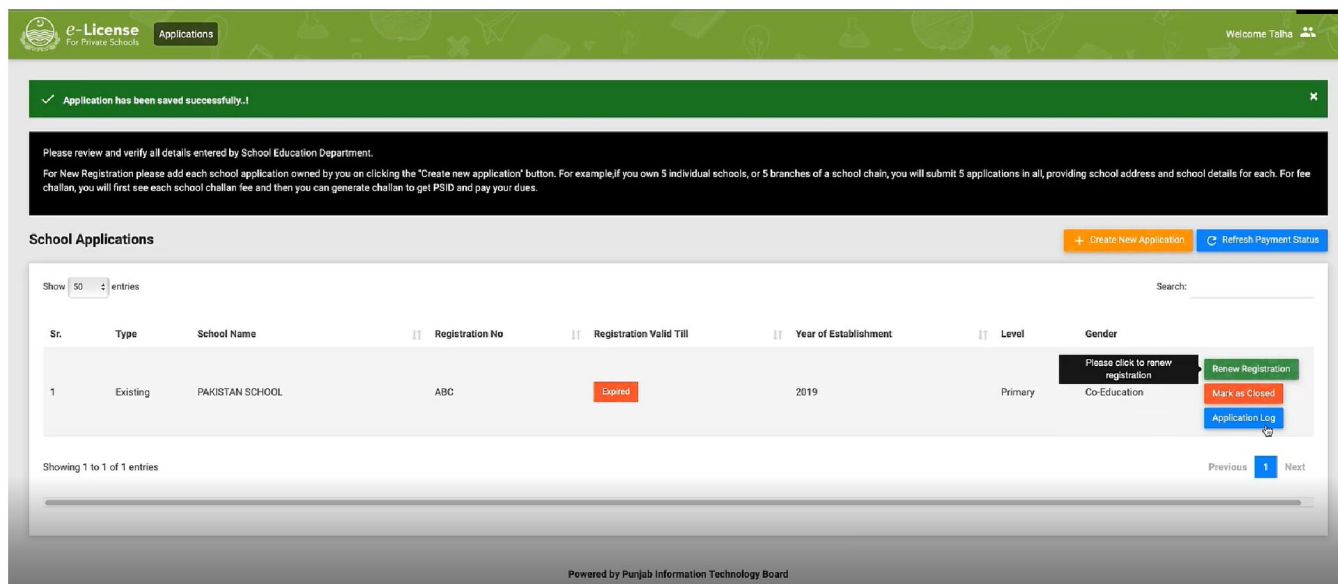 e-License
For Private Schools
Applications
Welcome Talha
Application has been saved successfully..!
×
Please review and verify all details entered by School Education Department.
For New Registration please add each school application owned by you on clicking the "Create new application" button. For example,if you own 5 individual schools, or 5 branches of a school chain, you will submit 5 applications in all, providing school address and school details for each. For fee
challan, you will first see each school challan fee and then you can generate challan to get PSID and pay your dues.
School Applications
+ Create New Application
Refresh Payment Status
Show 50 entries
Search:
Sr. Type School Name Registration No Registration Valid Till Year of Establishment Level Gender
Please click to renew
registration
Renew Registration
1 Existing PAKISTAN SCHOOL ABC Expired 2019 Primary Co-Education
Mark as Closed
Application Log
Showing 1 to 1 of 1 entries
Previous 1 Next
Powered by Punjab Information Technology Board